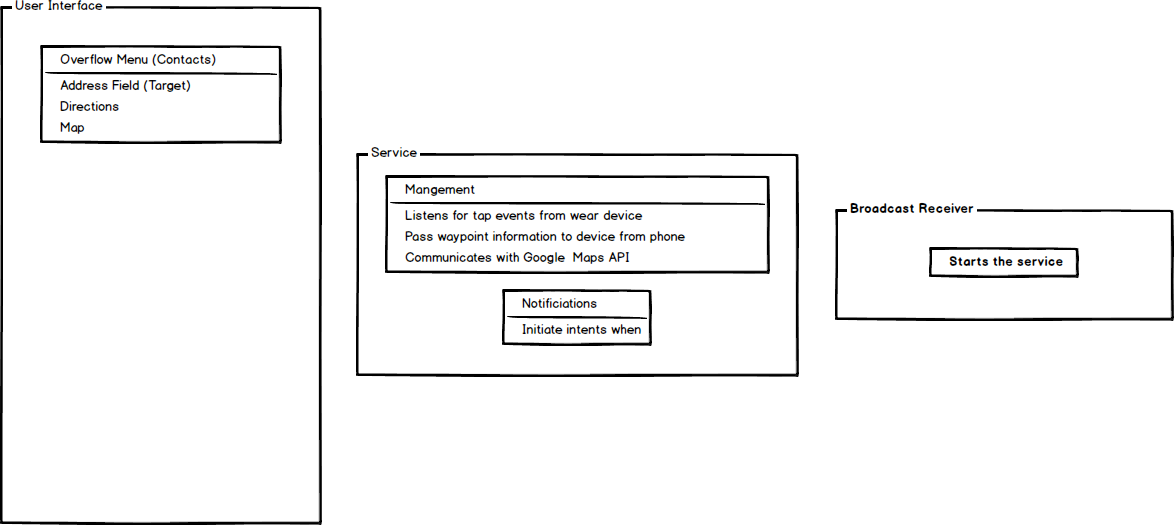 User Interface
Overflow Menu (Contacts)
Address Field (Target)
Directions
Map
Service
Mangement
Listens for tap events from wear device
Pass waypoint information to device from phone
Communicates with Google Maps API
Notificiations
Initiate intents when
Broadcast Receiver
Starts the service